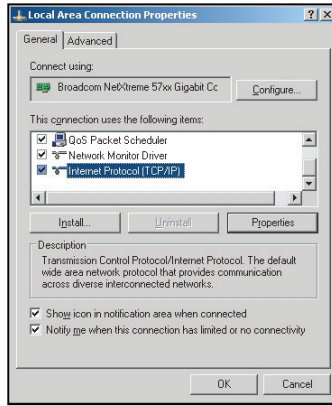 Local Area Connection Properties
General Advanced
Connect using:
Broadcom NetXtreme 57xx Gigabit Cc Configure...
This connection uses the following items:
QoS Packet Scheduler
Network Monitor Driver
Internet Protocol (TCP/IP)
Install... Uninstall Properties
Description
Transmission Control Protocol/Internet Protocol. The default
wide area network protocol that provides communication
across diverse interconnected networks.
Show icon in notification area when connected
Notify me when this connection has limited or no connectivity
OK Cancel